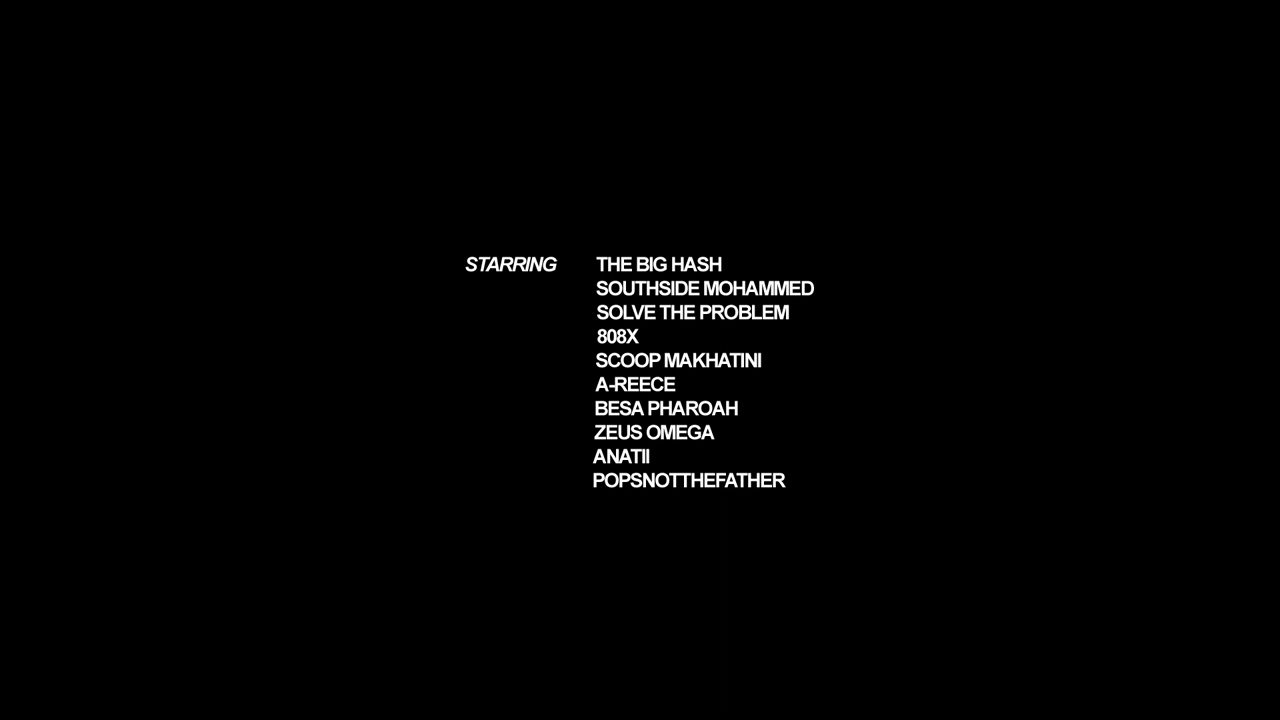 STARRING THE BIG HASH
SOUTHSIDE MOHAMMED
SOLVE THE PROBLEM
808X
SCOOP MAKHATINI
A-REECE
BESA PHAROAH
ZEUS OMEGA
ANATII
POPSNOTTHEFATHER